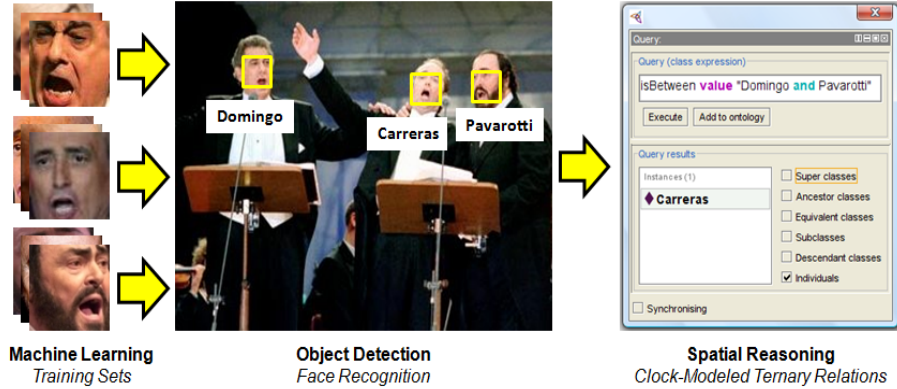 Domingo
Carreras
Pavarotti
Query:
Query (class expression)
isBetween value "Domingo and Pavarotti"
Execute
Add to ontology
Query results
Instances (1)
Carreras
Super classes
Ancestor classes
Equivalent classes
Subclasses
Descendant classes
Individuals
Synchronising
Machine Learning
Training Sets
Object Detection
Face Recognition
Spatial Reasoning
Clock-Modeled Ternary Relations